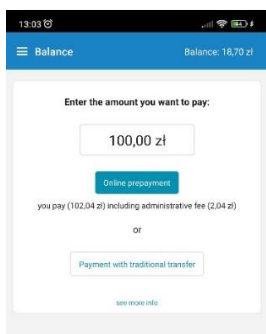 13:03
Balance
Balance: 18,70 zł
Enter the amount you want to pay:
100,00 zł
Online prepayment
you pay (102,04 zł) including administrative fee (2,04 zł)
or
Payment with traditional transfer
see more info